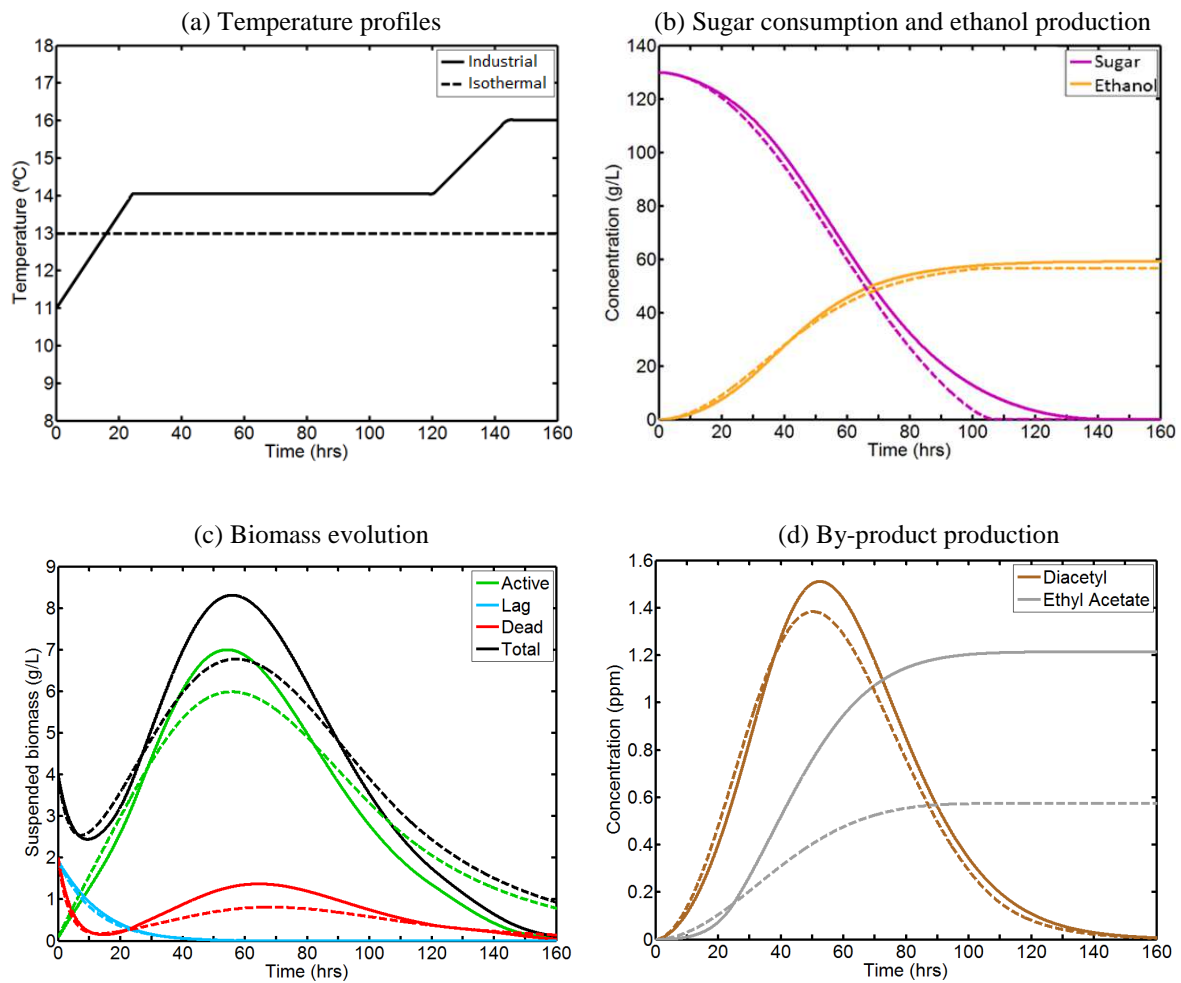 (a) Temperature profiles
18
17
16
15
14
13
12
11
10
9
8
Temperature (ºC)
0 20 40 60 80 100 120 140 160
Time (hrs)
Industrial
Isothermal
(b) Sugar consumption and ethanol production
140
120
100
80
60
40
20
0
Concentration (g/L)
0 20 40 60 80 100 120 140 160
Time (hrs)
Sugar
Ethanol
(c) Biomass evolution
9
8
7
6
5
4
3
2
1
0
Suspended biomass (g/L)
0 20 40 60 80 100 120 140 160
Time (hrs)
Active
Lag
Dead
Total
(d) By-product production
1.6
1.4
1.2
1
0.8
0.6
0.4
0.2
0
Concentration (ppm)
0 20 40 60 80 100 120 140 160
Time (hrs)
Diacetyl
Ethyl Acetate